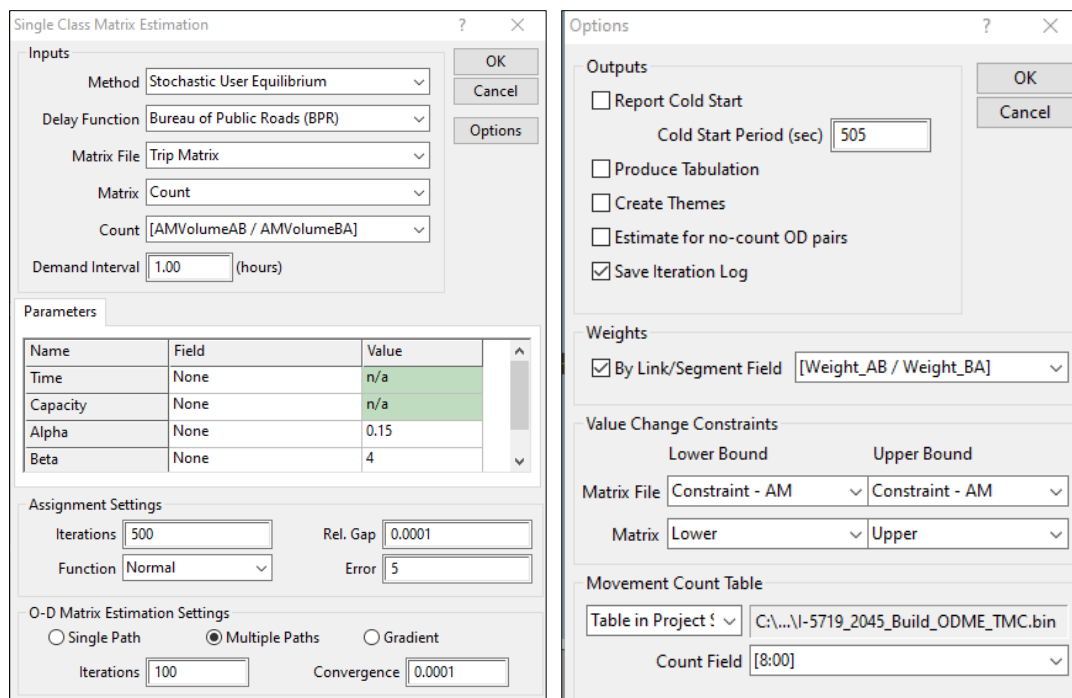 Single Class Matrix Estimation ?
Inputs
OK
Method Stochastic User Equilibrium
Cancel
Delay Function Bureau of Public Roads (BPR)
Options
Matrix File Trip Matrix
Matrix Count
Count [AMVolumeAB / AMVolumeBA]
Demand Interval 1.00 (hours)
Parameters
Name Field Value
Time None n/a
Capacity None n/a
Alpha None 0.15
Beta None 4
Assignment Settings
Iterations 500 Rel. Gap 0.0001
Function Normal Error 5
O-D Matrix Estimation Settings
Single Path Multiple Paths Gradient
Iterations 100 Convergence 0.0001
Options ?
Outputs
OK
Report Cold Start
Cancel
Cold Start Period (sec) 505
Produce Tabulation
Create Themes
Estimate for no-count OD pairs
Save Iteration Log
Weights
By Link/Segment Field [Weight_AB / Weight_BA]
Value Change Constraints
Lower Bound Upper Bound
Matrix File Constraint - AM Constraint - AM
Matrix Lower Upper
Movement Count Table
Table in Project C:\...\I-5719_2045_Build_ODME_TMC.bin
Count Field [8:00]